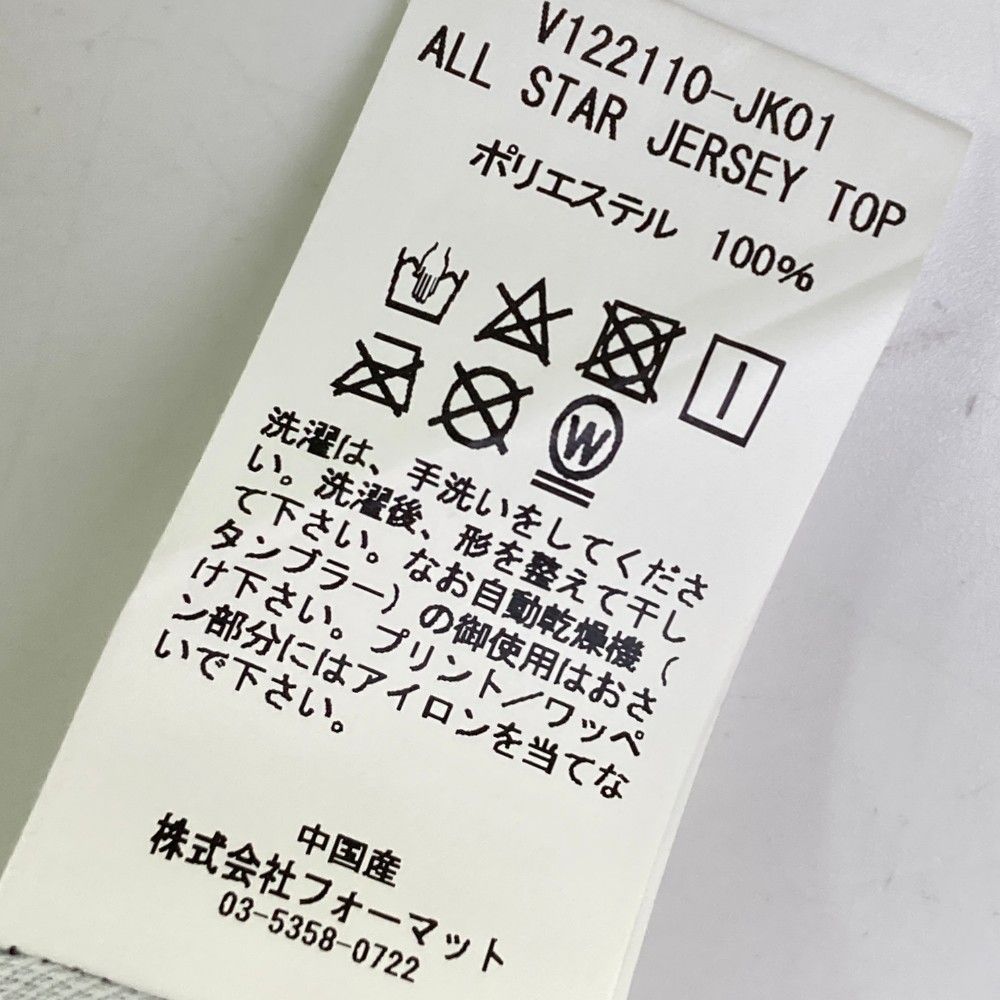 V122110-JK01
ALL STAR JERSEY TOP
ポリエステル 100%
W
洗濯は、手洗いをしてくださ
い。洗濯後、形を整えて干し
て下さい。なお自動乾燥機（
タンブラー）の御使用はおさ
け下さい。プリント／ワッペ
ン部分にはアイロンを当てな
いで下さい。
中国産
株式会社フォーマット
03-5358-0722